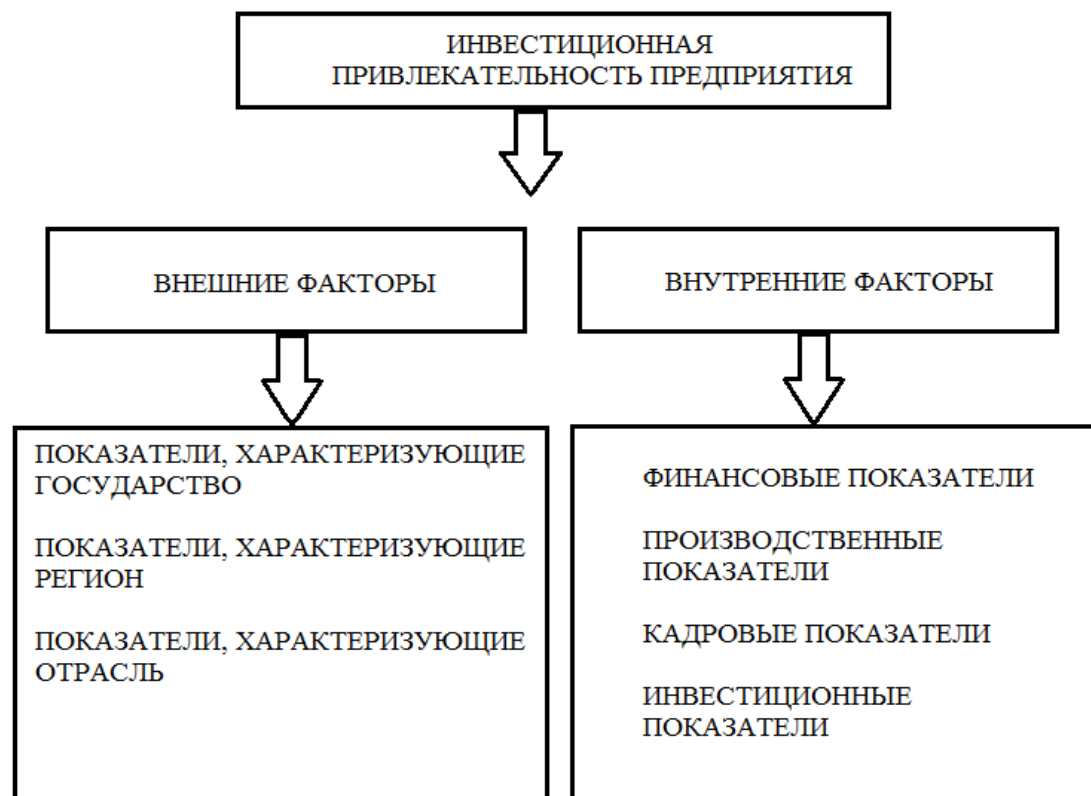 ИНВЕСТИЦИОННАЯ
ПРИВЛЕКАТЕЛЬНОСТЬ ПРЕДПРИЯТИЯ
ВНЕШНИЕ ФАКТОРЫ
ВНУТРЕННИЕ ФАКТОРЫ
ПОКАЗАТЕЛИ, ХАРАКТЕРИЗУЮЩИЕ
ГОСУДАРСТВО
ПОКАЗАТЕЛИ, ХАРАКТЕРИЗУЮЩИЕ
РЕГИОН
ПОКАЗАТЕЛИ, ХАРАКТЕРИЗУЮЩИЕ
ОТРАСЛЬ
ФИНАНСОВЫЕ ПОКАЗАТЕЛИ
ПРОИЗВОДСТВЕННЫЕ
ПОКАЗАТЕЛИ
КАДРОВЫЕ ПОКАЗАТЕЛИ
ИНВЕСТИЦИОННЫЕ
ПОКАЗАТЕЛИ